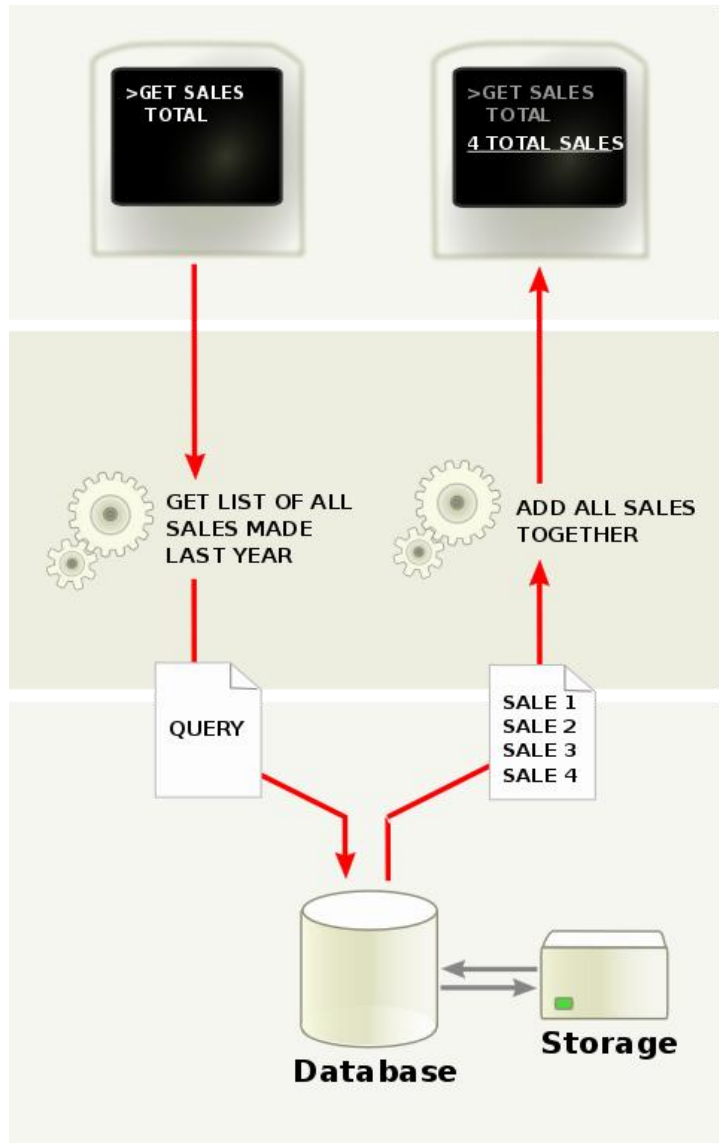 >GET SALES
TOTAL
>GET SALES
TOTAL
4 TOTAL SALES
GET LIST OF ALL
SALES MADE
LAST YEAR
ADD ALL SALES
TOGETHER
QUERY
SALE 1
SALE 2
SALE 3
SALE 4
Database
Storage